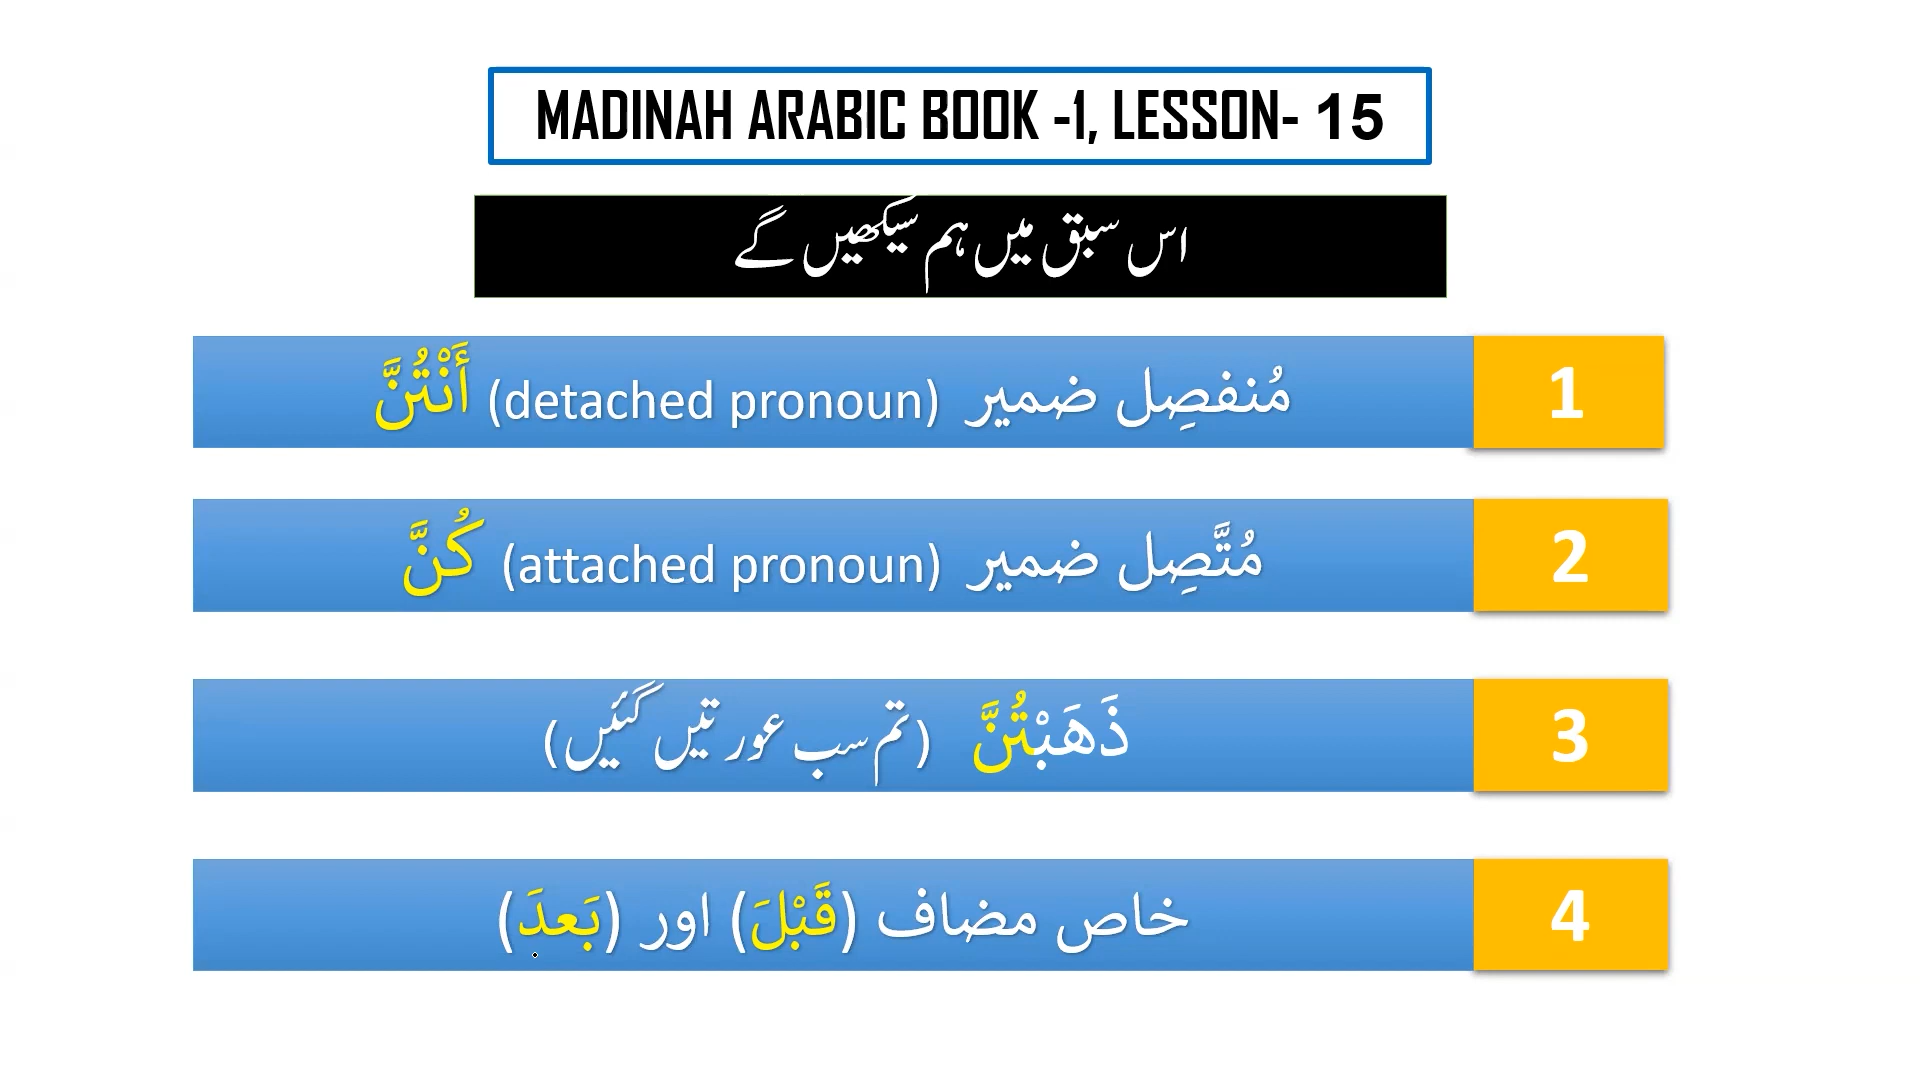 MADINAH ARABIC BOOK -1, LESSON- 15
اس سبق میں ہم سیکھیں گے
1 مُنفصِل ضمیر (detached pronoun) أَنْتُنَّ
2 مُتَّصِل ضمیر (attached pronoun) كُنَّ
3 ذَهَبْتُنَّ (تم سب عورتیں گئیں)
4 خاص مضاف (قَبْلَ) اور (بَعدَ)